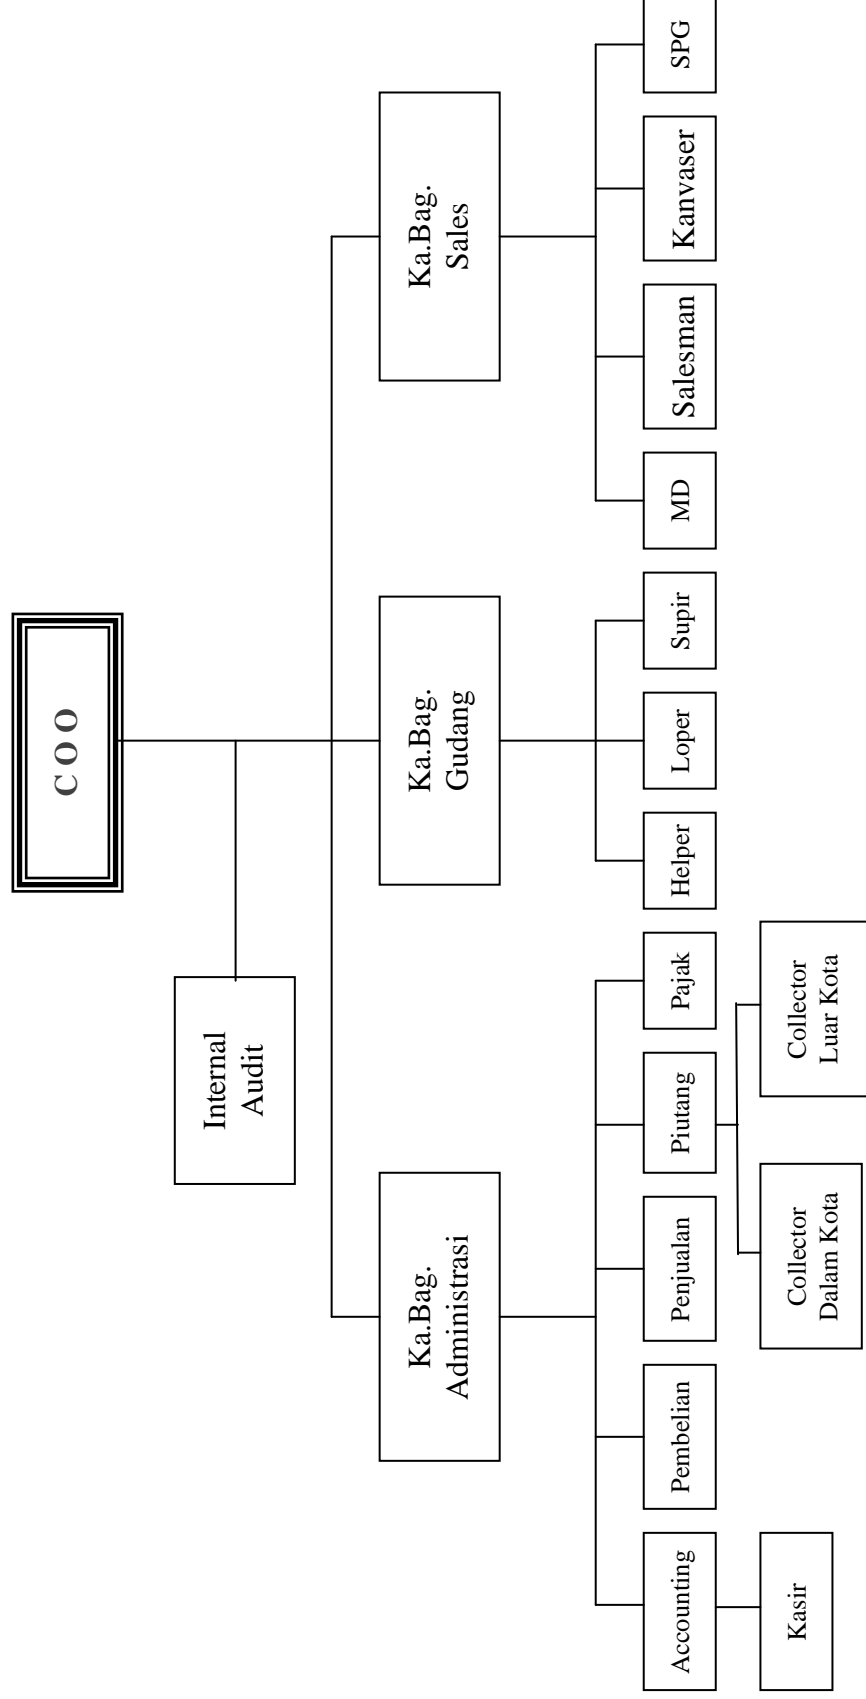 C O O
Internal
Audit
Ka.Bag.
Administrasi
Ka.Bag.
Gudang
Ka.Bag.
Sales
Accounting
Pembelian
Penjualan
Piutang
Pajak
Helper
Loper
Supir
MD
Salesman
Kanvaser
SPG
Kasir
Collector
Dalam Kota
Collector
Luar Kota